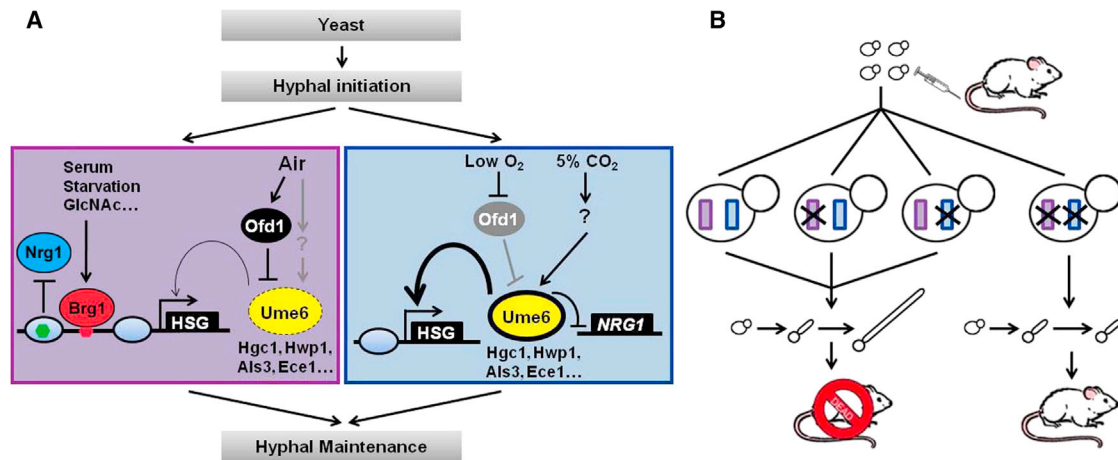 A
Yeast
Hyphal initiation
Serum
Starvation
GlcNAc...
Air
Ofd1
?
Nrg1
Brg1
HSG
Ume6
Hgc1, Hwp1,
Als3, Ece1...
Low O₂
5% CO₂
Ofd1
?
HSG
Ume6
NRG1
Hgc1, Hwp1,
Als3, Ece1...
Hyphal Maintenance
B
DEAD